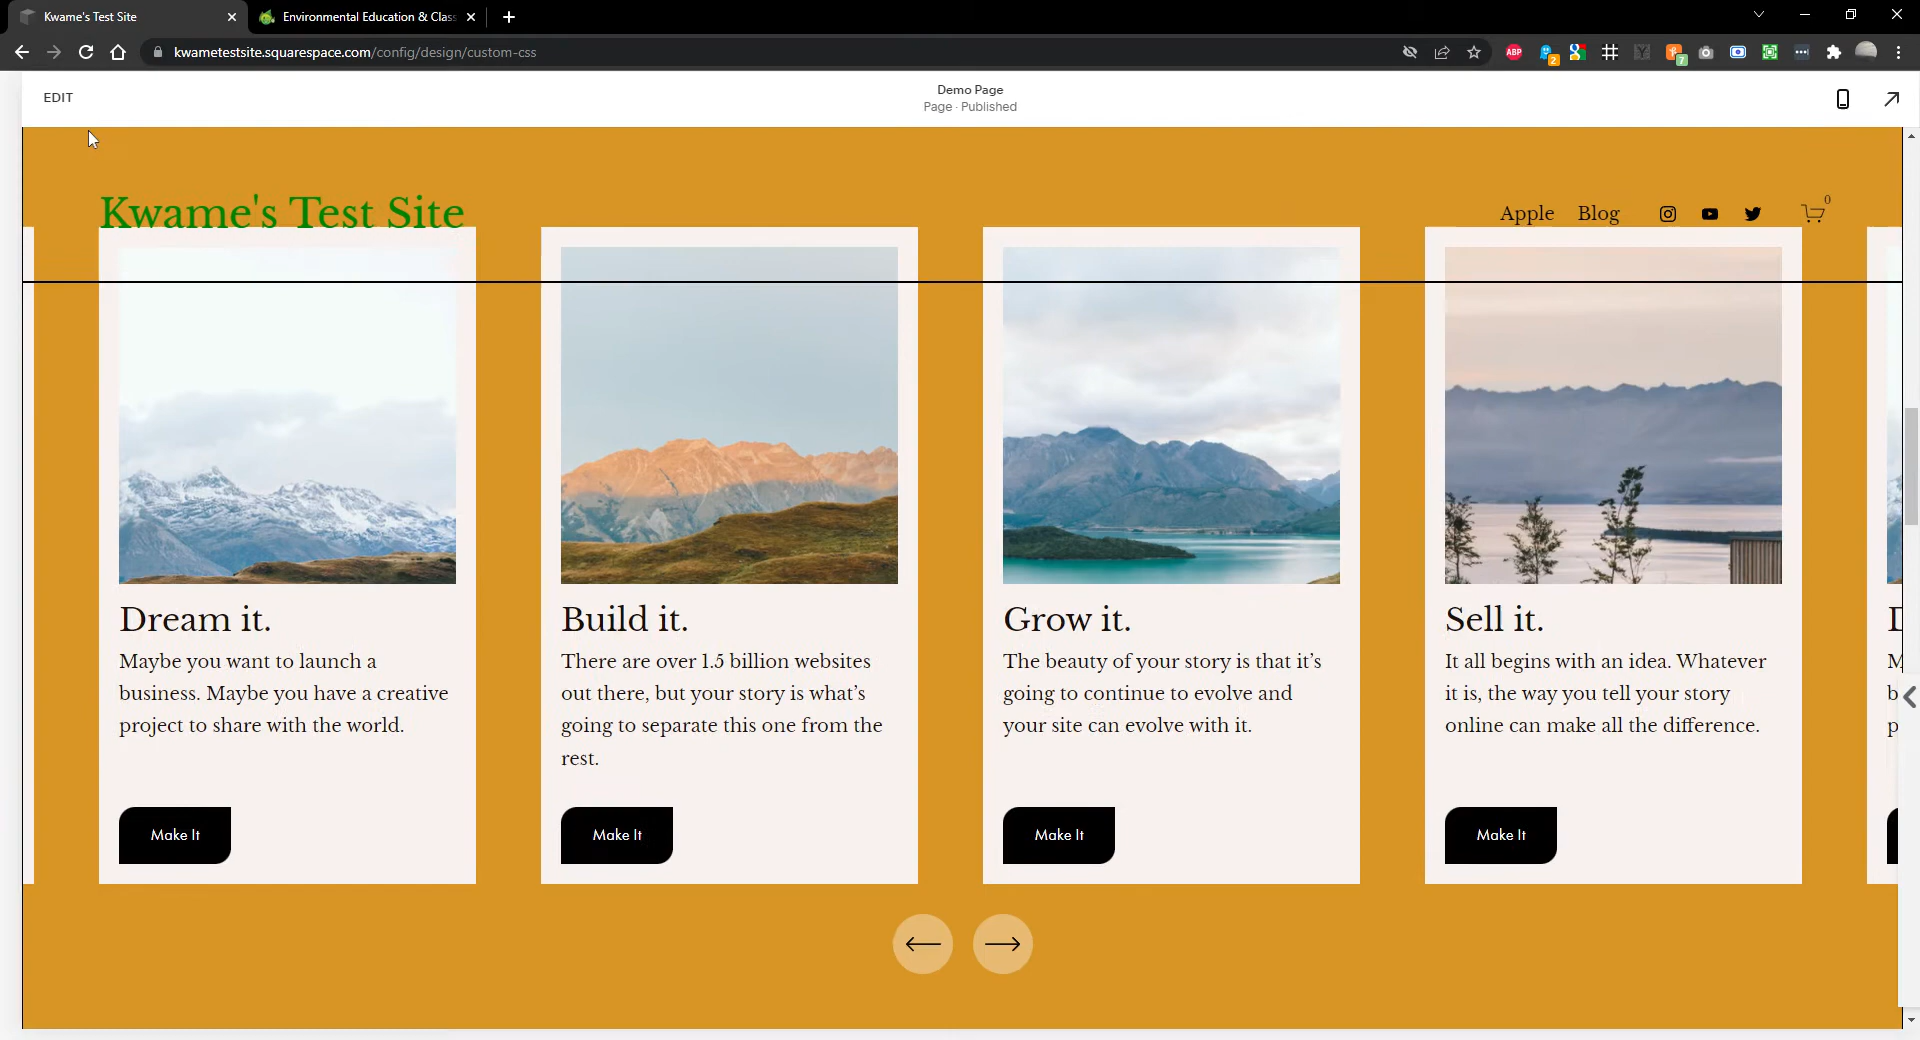 Kwame's Test Site
Environmental Education & Clas
kwametestsite.squarespace.com/config/design/custom-css
ABP
2
7
EDIT
Demo Page
Page · Published
Kwame's Test Site
Apple Blog
0
Dream it.
Maybe you want to launch a
business. Maybe you have a creative
project to share with the world.
Make It
Build it.
There are over 1.5 billion websites
out there, but your story is what’s
going to separate this one from the
rest.
Make It
Grow it.
The beauty of your story is that it’s
going to continue to evolve and
your site can evolve with it.
Make It
Sell it.
It all begins with an idea. Whatever
it is, the way you tell your story
online can make all the difference.
Make It